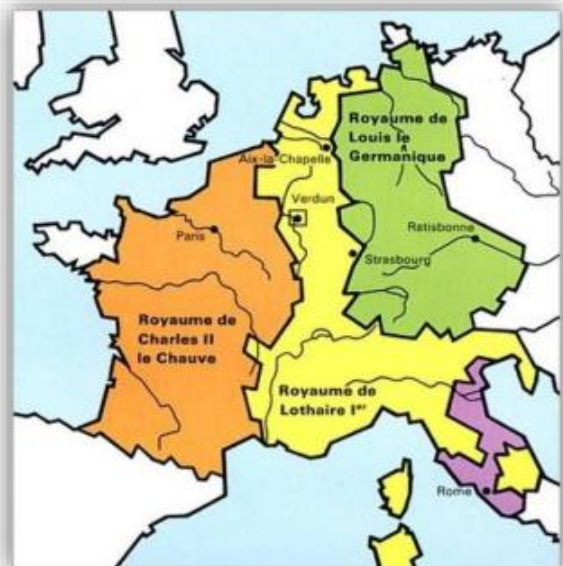 Royaume de
Louis le
Germanique
Aix-la-Chapelle
Verdun
Paris
Ratisbonne
Strasbourg
Royaume de
Charles II
le Chauve
Royaume de
Lothaire Ier
Rome